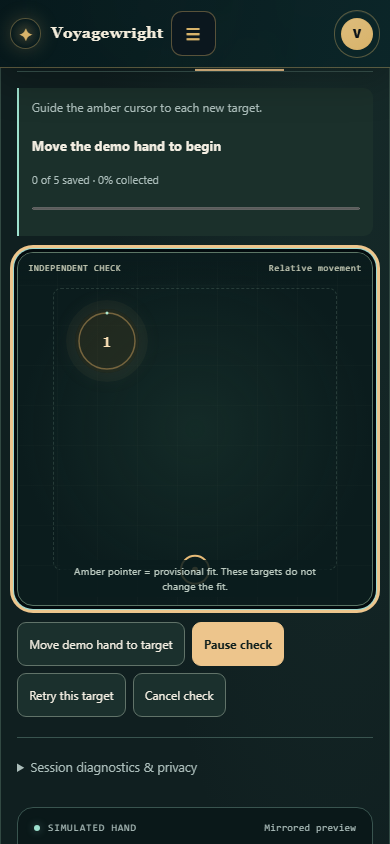 Voyagewright
V
Guide the amber cursor to each new target.
Move the demo hand to begin
0 of 5 saved · 0% collected
INDEPENDENT CHECK
Relative movement
1
Amber pointer = provisional fit. These targets do not
change the fit.
Move demo hand to target
Pause check
Retry this target
Cancel check
Session diagnostics & privacy
SIMULATED HAND
Mirrored preview